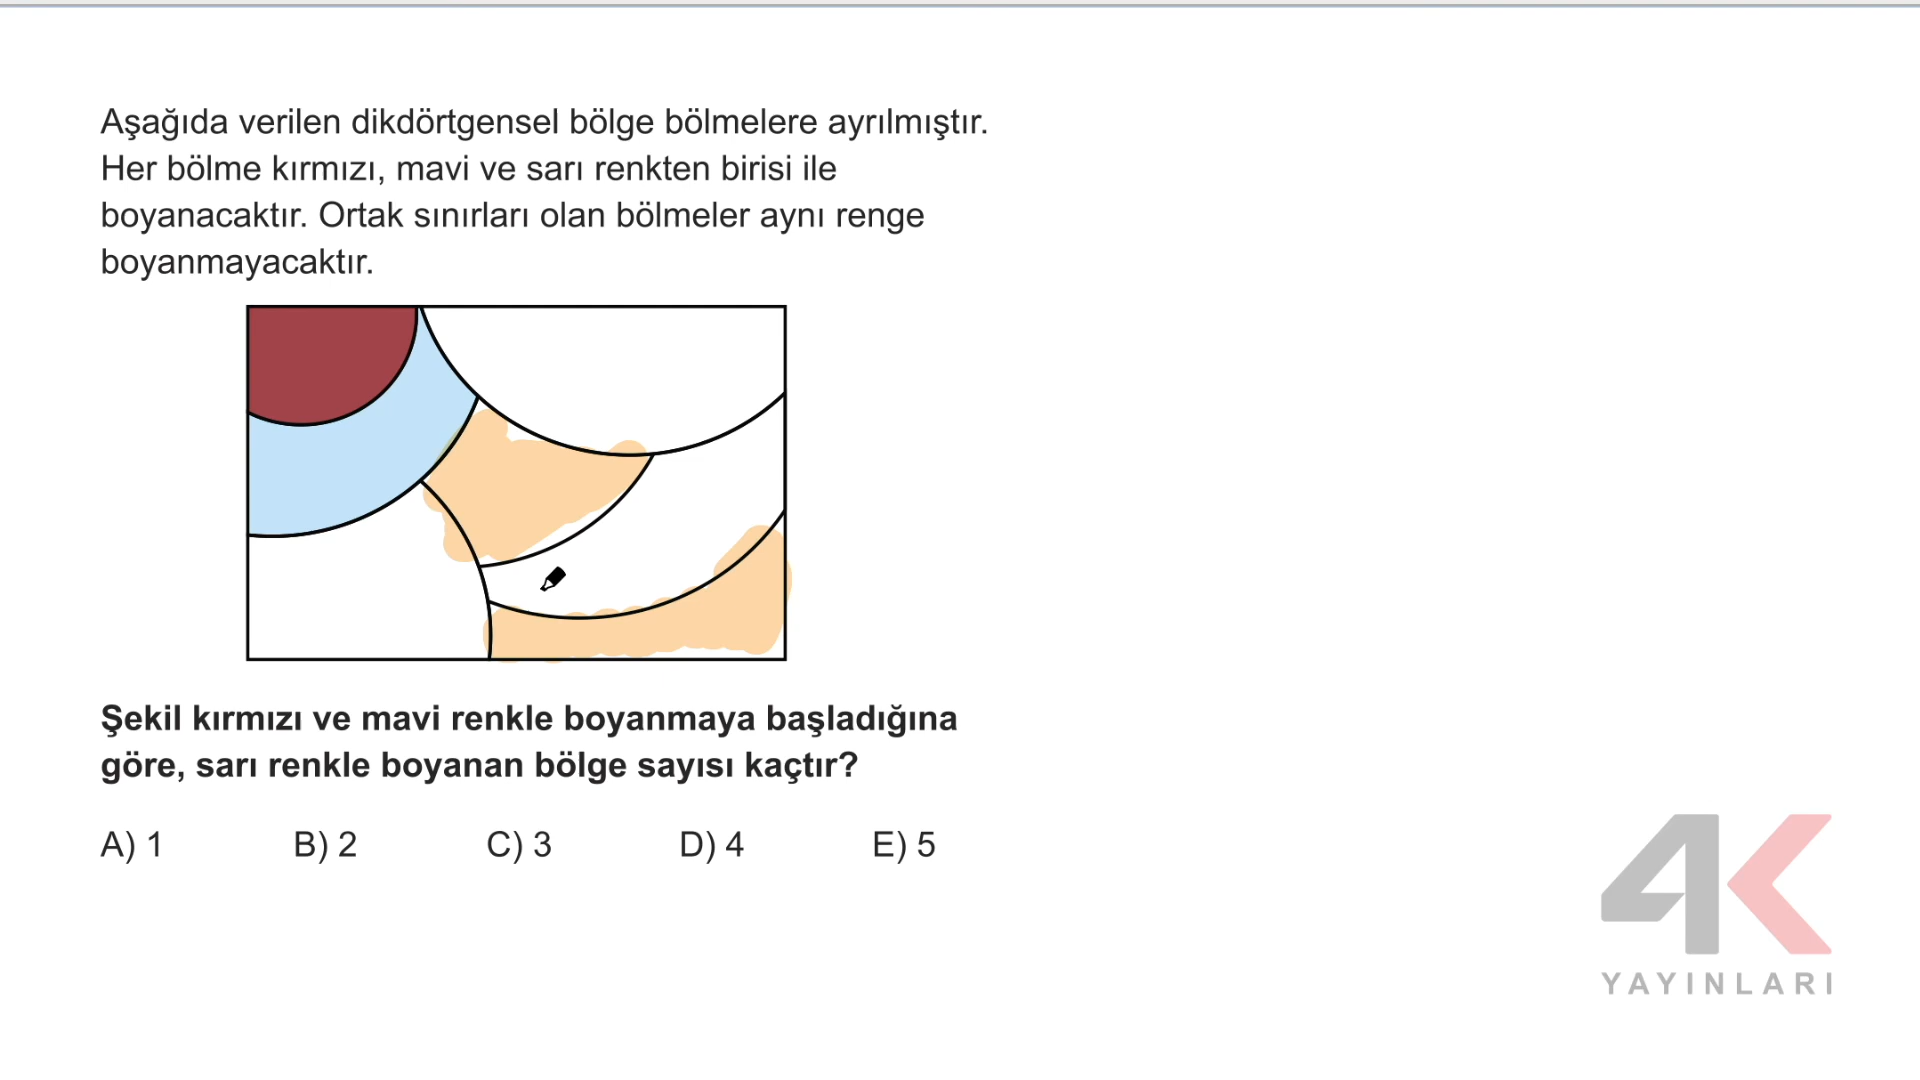 Aşağıda verilen dikdörtgensel bölge bölmelere ayrılmıştır.
Her bölme kırmızı, mavi ve sarı renkten birisi ile
boyanacaktır. Ortak sınırları olan bölmeler aynı renge
boyanmayacaktır.
Şekil kırmızı ve mavi renkle boyanmaya başladığına
göre, sarı renkle boyanan bölge sayısı kaçtır?
A) 1 B) 2 C) 3 D) 4 E) 5
4K
YAYINLARI